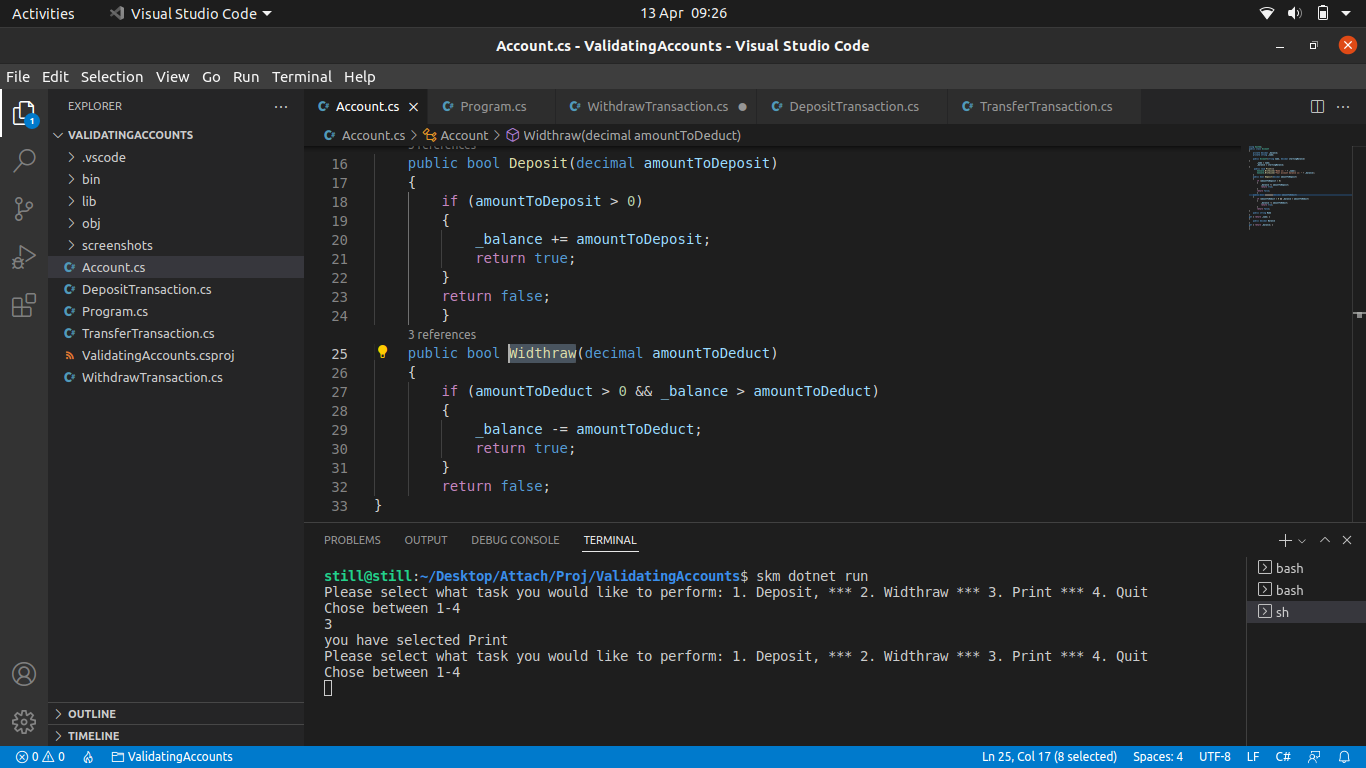 Activities Visual Studio Code 13 Apr 09:26
Account.cs - ValidatingAccounts - Visual Studio Code
File Edit Selection View Go Run Terminal Help
EXPLORER
VALIDATINGACCOUNTS
.vscode
bin
lib
obj
screenshots
Account.cs
DepositTransaction.cs
Program.cs
TransferTransaction.cs
ValidatingAccounts.csproj
WithdrawTransaction.cs
OUTLINE
TIMELINE
1
Account.cs Program.cs WithdrawTransaction.cs DepositTransaction.cs TransferTransaction.cs
Account.cs > Account > Widthraw(decimal amountToDeduct)
3 references
16 public bool Deposit(decimal amountToDeposit)
17 {
18 if (amountToDeposit > 0)
19 {
20 _balance += amountToDeposit;
21 return true;
22 }
23 return false;
24 }
3 references
25 public bool Widthraw(decimal amountToDeduct)
26 {
27 if (amountToDeduct > 0 && _balance > amountToDeduct)
28 {
29 _balance -= amountToDeduct;
30 return true;
31 }
32 return false;
33 }
PROBLEMS OUTPUT DEBUG CONSOLE TERMINAL
still@still:~/Desktop/Attach/Proj/ValidatingAccounts$ skm dotnet run
Please select what task you would like to perform: 1. Deposit, *** 2. Widthraw *** 3. Print *** 4. Quit
Chose between 1-4
3
you have selected Print
Please select what task you would like to perform: 1. Deposit, *** 2. Widthraw *** 3. Print *** 4. Quit
Chose between 1-4
bash
bash
sh
0 0 ValidatingAccounts Ln 25, Col 17 (8 selected) Spaces: 4 UTF-8 LF C#